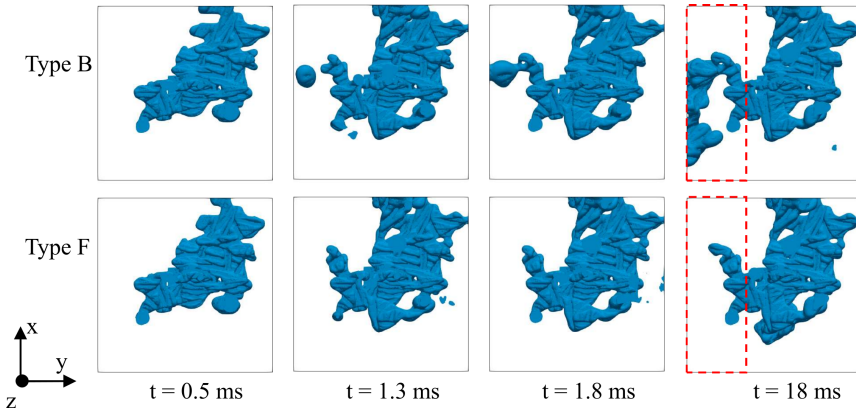 Type B
Type F
x
y
z
t = 0.5 ms
t = 1.3 ms
t = 1.8 ms
t = 18 ms